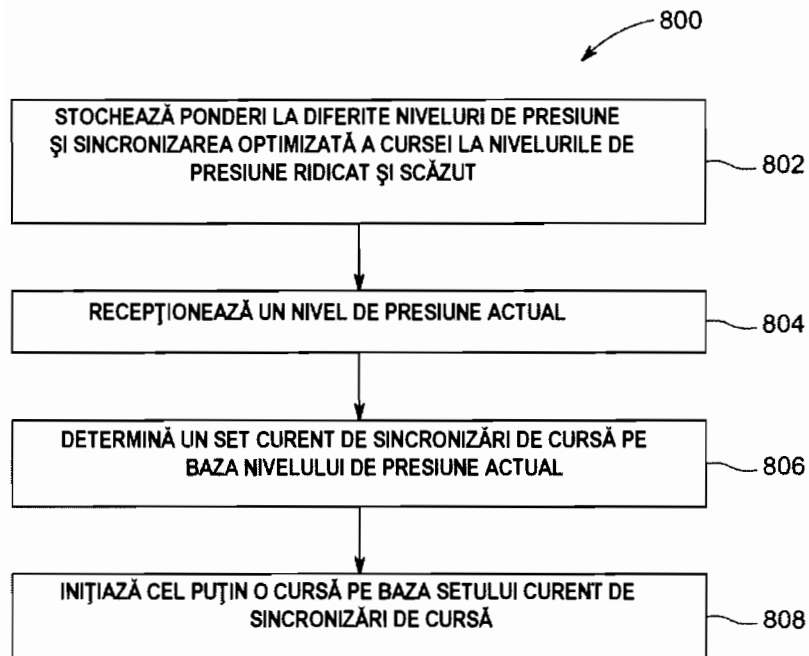 800
STOCHEAZĂ PONDERI LA DIFERITE NIVELURI DE PRESIUNE
ŞI SINCRONIZAREA OPTIMIZATĂ A CURSEI LA NIVELURILE DE
PRESIUNE RIDICAT ŞI SCĂZUT
802
RECEPŢIONEAZĂ UN NIVEL DE PRESIUNE ACTUAL
804
DETERMINĂ UN SET CURENT DE SINCRONIZĂRI DE CURSĂ PE
BAZA NIVELULUI DE PRESIUNE ACTUAL
806
INIŢIAZĂ CEL PUŢIN O CURSĂ PE BAZA SETULUI CURENT DE
SINCRONIZĂRI DE CURSĂ
808